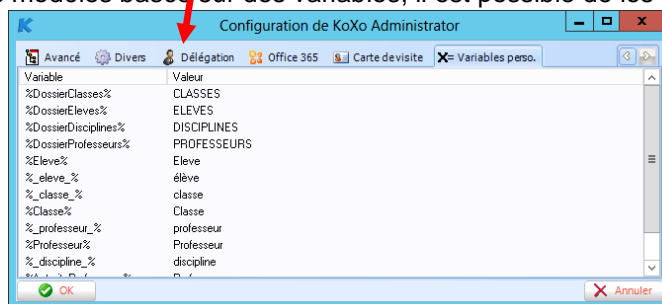 modèles basés sur des variables, il est possible de les
Configuration de KoXo Administrator
Avancé Divers Délégation Office 365 Carte de visite X= Variables perso.
Variable Valeur
%DossierClasses% CLASSES
%DossierEleves% ELEVES
%DossierDisciplines% DISCIPLINES
%DossierProfesseurs% PROFESSEURS
%Eleve% Eleve
%_eleve_% élève
%_classe_% classe
%Classe% Classe
%_professeur_% professeur
%Professeur% Professeur
%_discipline_% discipline
OK Annuler